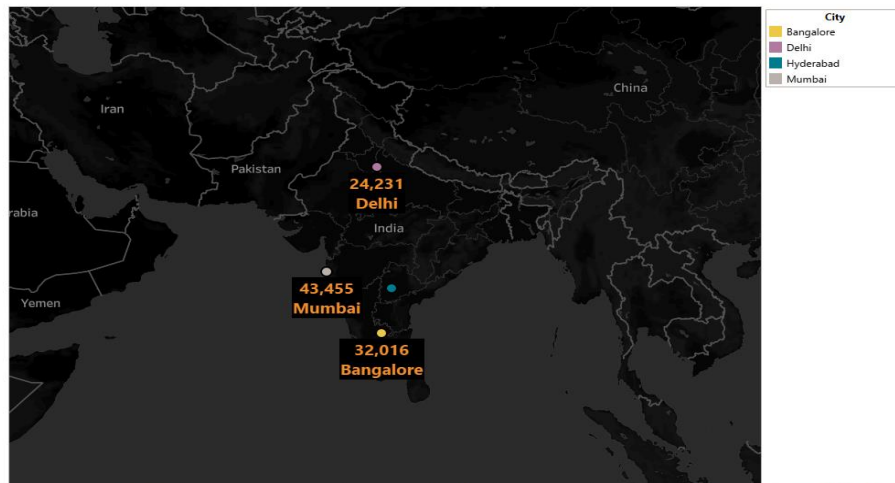 City
Bangalore
Delhi
Hyderabad
Mumbai
China
Iran
Pakistan
24,231
Delhi
India
rabia
43,455
Mumbai
Yemen
32,016
Bangalore